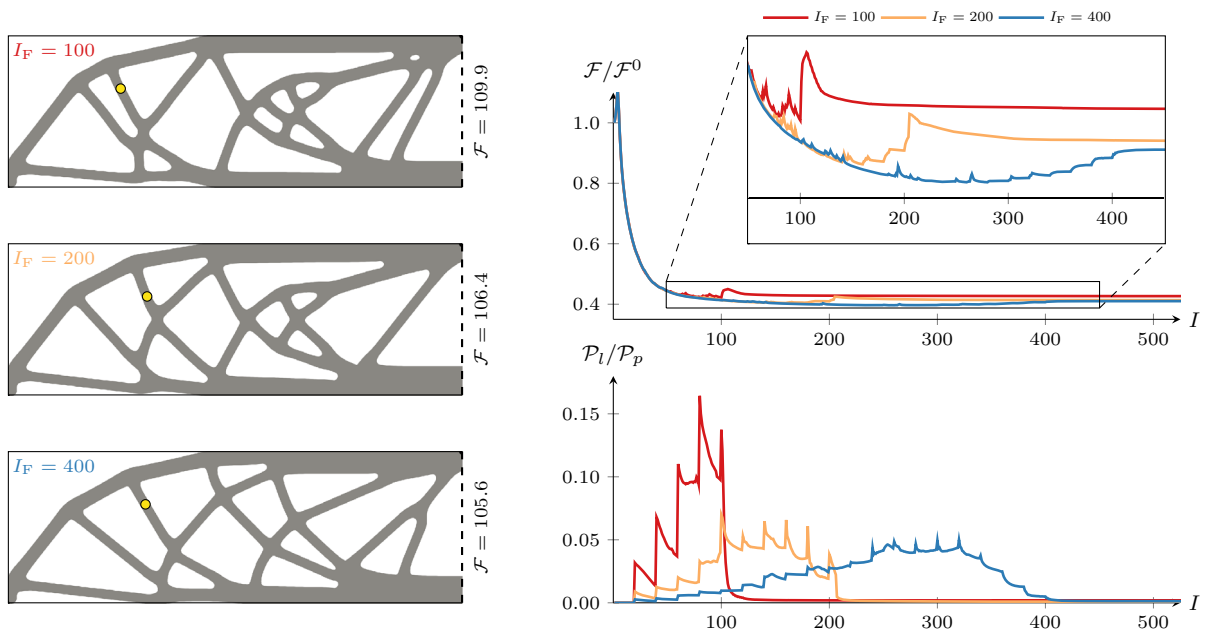 I_F = 100
ℱ = 109.9
I_F = 200
ℱ = 106.4
I_F = 400
ℱ = 105.6
I_F = 100 I_F = 200 I_F = 400
ℱ/ℱ⁰
1.0
0.8
0.6
0.4
100 200 300 400
100 200 300 400 500 I
𝒫_l/𝒫_p
0.15
0.10
0.05
0.00
100 200 300 400 500 I